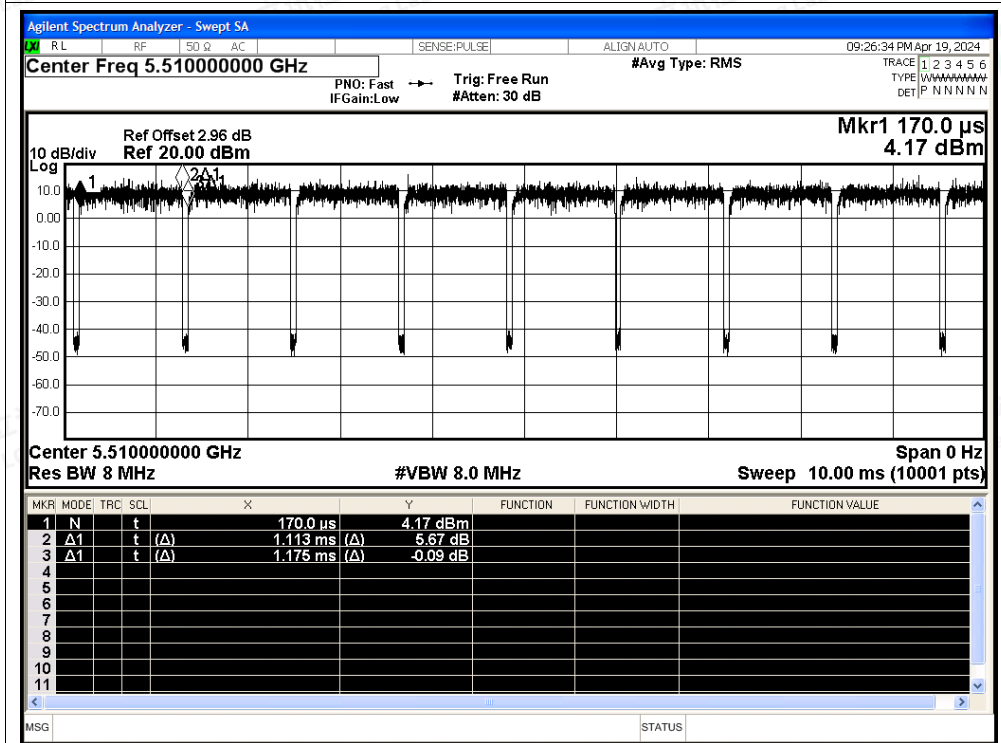 Agilent Spectrum Analyzer - Swept SA
LXI RL RF 50 Ω AC SENSE:PULSE ALIGN AUTO 09:26:34 PM Apr 19, 2024
Center Freq 5.510000000 GHz
#Avg Type: RMS
TRACE 1 2 3 4 5 6
TYPE WWWWWW
DET P N N N N N
PNO: Fast Trig: Free Run
IFGain:Low #Atten: 30 dB
Mkr1 170.0 µs
4.17 dBm
Ref Offset 2.96 dB
10 dB/div Ref 20.00 dBm
Log
1
2Δ1
3Δ1
10.0
0.00
-10.0
-20.0
-30.0
-40.0
-50.0
-60.0
-70.0
Center 5.510000000 GHz Span 0 Hz
Res BW 8 MHz #VBW 8.0 MHz Sweep 10.00 ms (10001 pts)
MKR MODE TRC SCL X Y FUNCTION FUNCTION WIDTH FUNCTION VALUE
1 N t 170.0 µs 4.17 dBm
2 Δ1 t (Δ) 1.113 ms (Δ) 5.67 dB
3 Δ1 t (Δ) 1.175 ms (Δ) -0.09 dB
4
5
6
7
8
9
10
11
MSG STATUS